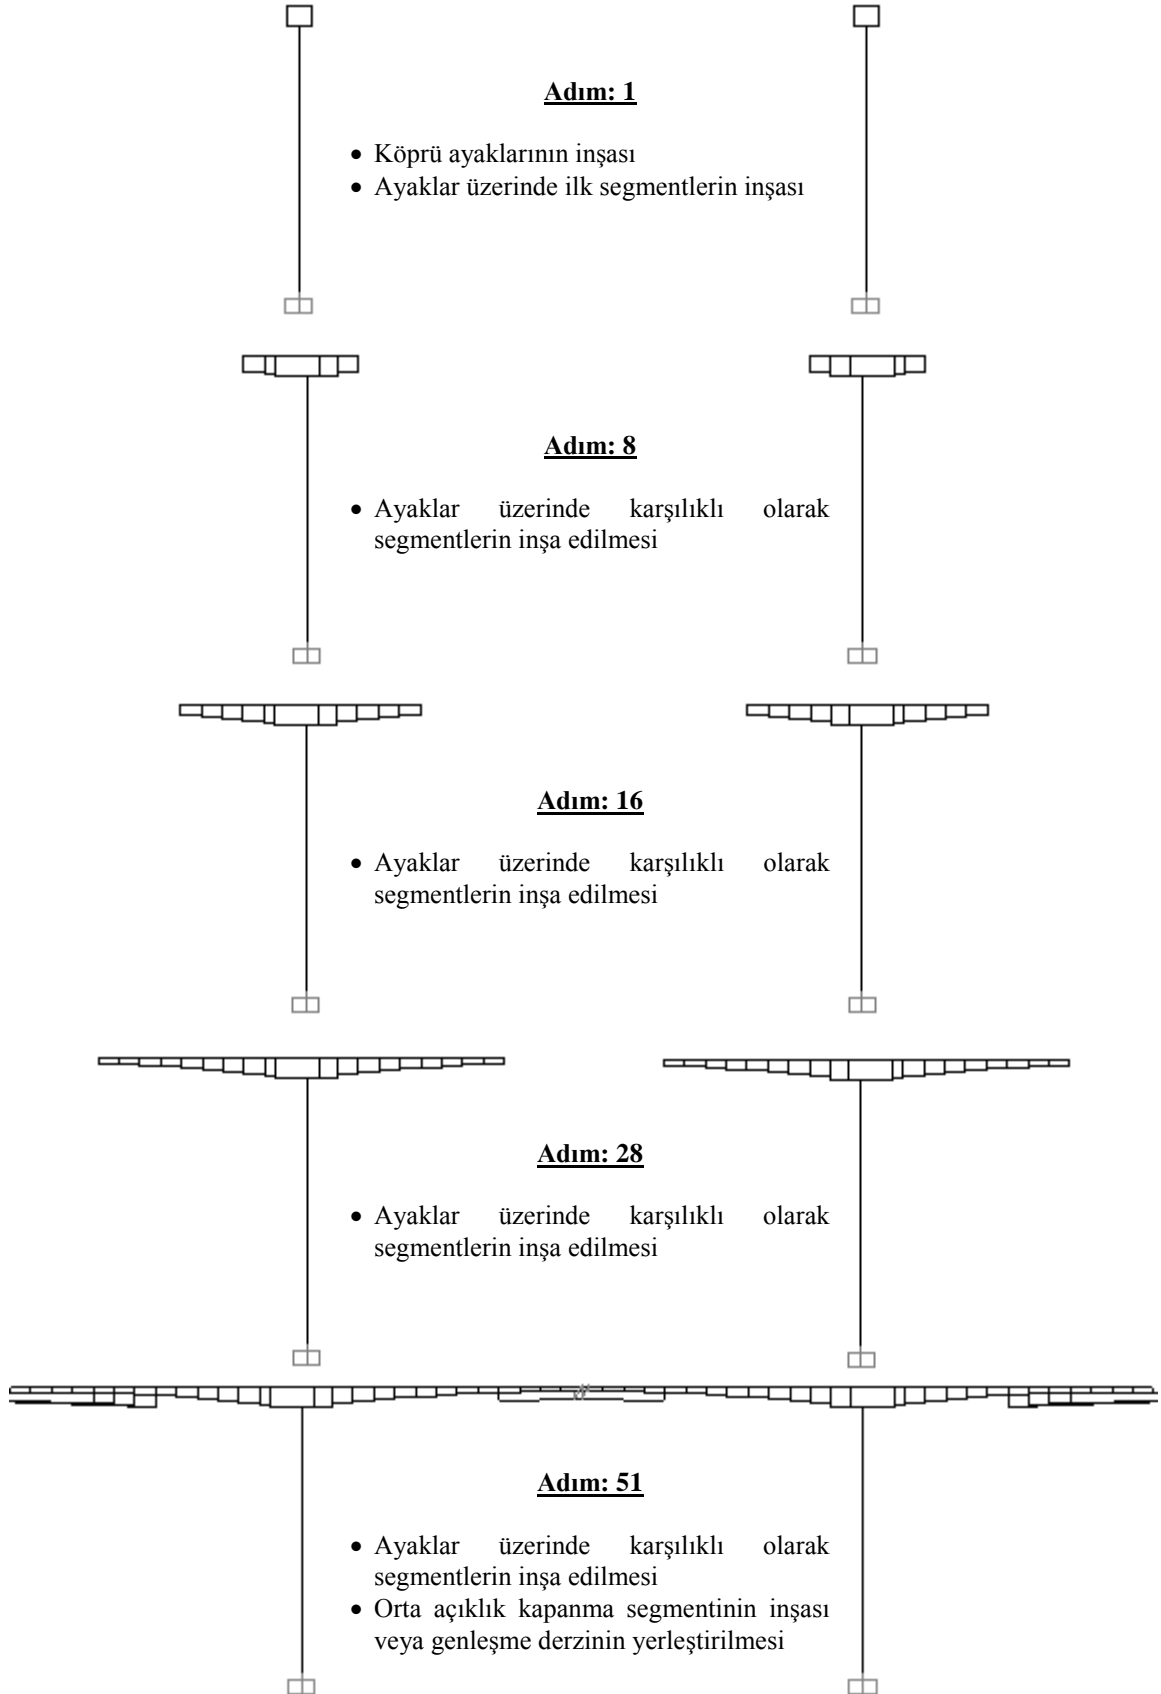 Adım: 1
• Köprü ayaklarının inşası
• Ayaklar üzerinde ilk segmentlerin inşası
Adım: 8
• Ayaklar üzerinde karşılıklı olarak
segmentlerin inşa edilmesi
Adım: 16
• Ayaklar üzerinde karşılıklı olarak
segmentlerin inşa edilmesi
Adım: 28
• Ayaklar üzerinde karşılıklı olarak
segmentlerin inşa edilmesi
Adım: 51
• Ayaklar üzerinde karşılıklı olarak
segmentlerin inşa edilmesi
• Orta açıklık kapanma segmentinin inşası
veya genleşme derzinin yerleştirilmesi